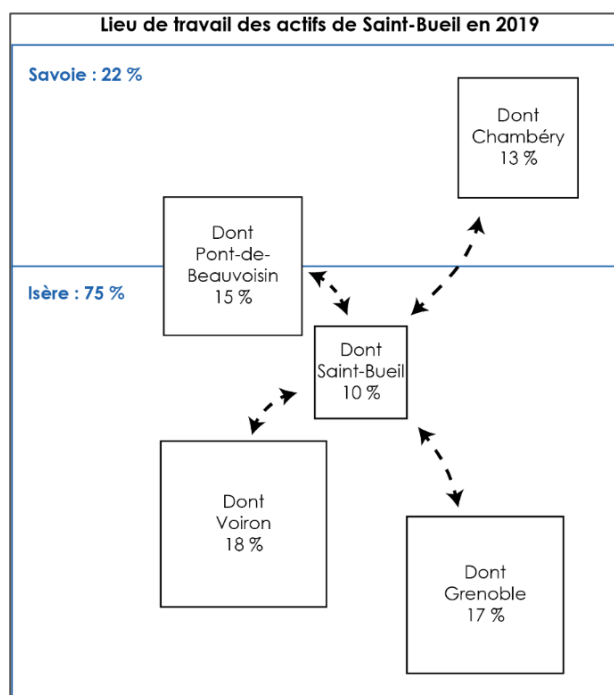 Lieu de travail des actifs de Saint-Bueil en 2019
Savoie : 22 %
Dont
Chambéry
13 %
Dont
Pont-de-
Beauvoisin
15 %
Isère : 75 %
Dont
Saint-Bueil
10 %
Dont
Voiron
18 %
Dont
Grenoble
17 %